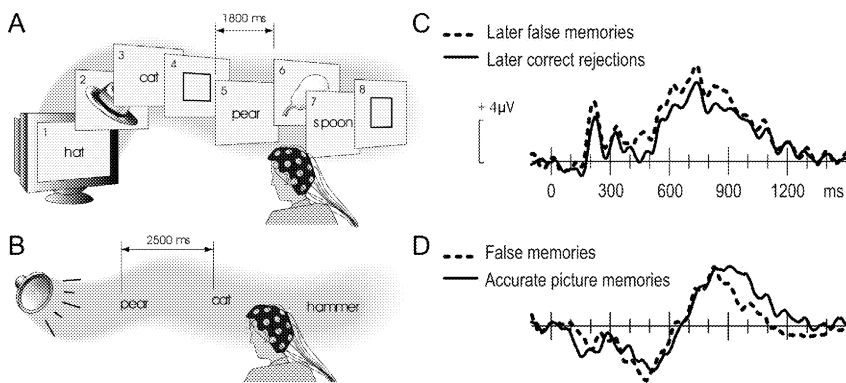 A
1800 ms
1
hat
2
3
cat
4
5
pear
6
7
spoon
8
B
2500 ms
pear
cat
hammer
C
Later false memories
Later correct rejections
+ 4µV
0 300 600 900 1200 ms
D
False memories
Accurate picture memories